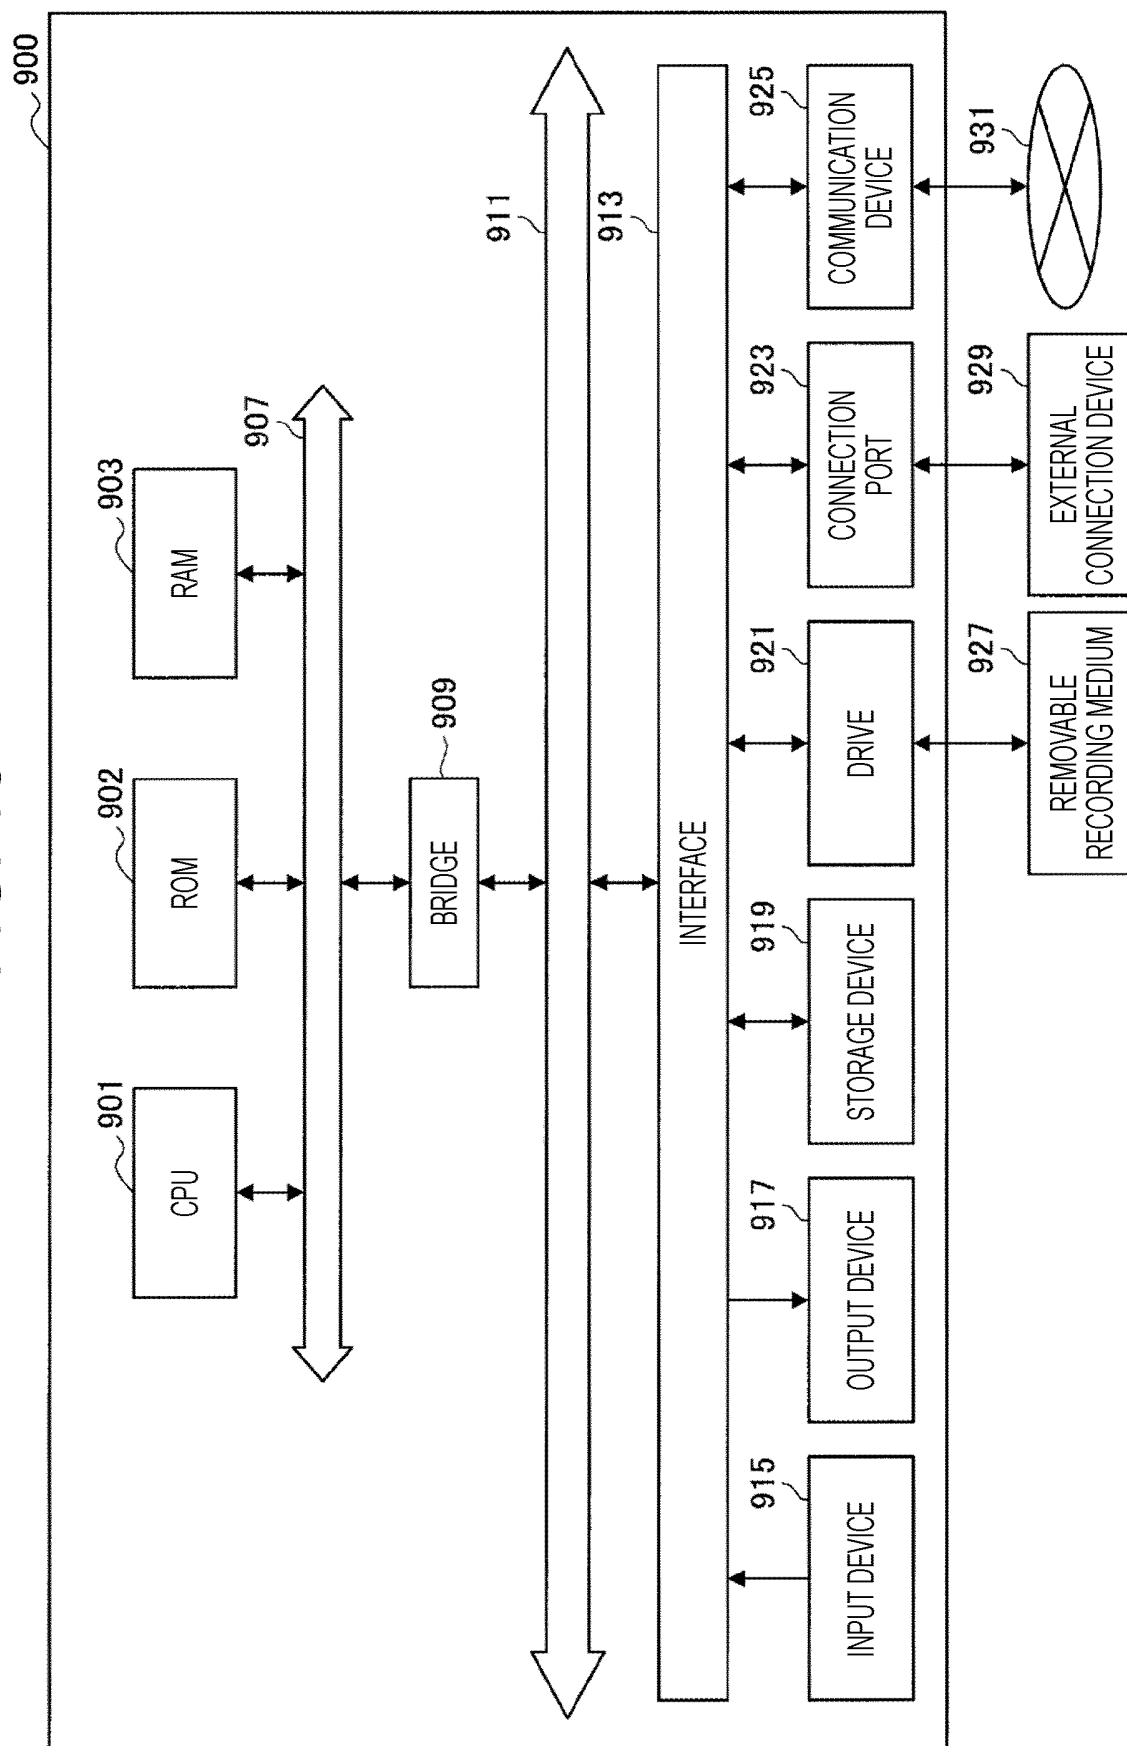 900
901
CPU
902
ROM
903
RAM
907
909
BRIDGE
911
913
INTERFACE
915
INPUT DEVICE
917
OUTPUT DEVICE
919
STORAGE DEVICE
921
DRIVE
923
CONNECTION
PORT
925
COMMUNICATION
DEVICE
927
REMOVABLE
RECORDING MEDIUM
929
EXTERNAL
CONNECTION DEVICE
931